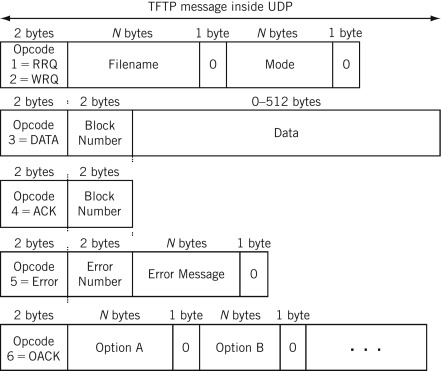 TFTP message inside UDP
2 bytes N bytes 1 byte N bytes 1 byte
Opcode
1 = RRQ
2 = WRQ
Filename 0 Mode 0
2 bytes 2 bytes 0–512 bytes
Opcode
3 = DATA
Block
Number
Data
2 bytes 2 bytes
Opcode
4 = ACK
Block
Number
2 bytes 2 bytes N bytes 1 byte
Opcode
5 = Error
Error
Number
Error Message 0
2 bytes N bytes 1 byte N bytes 1 byte
Opcode
6 = OACK
Option A 0 Option B 0 . . .